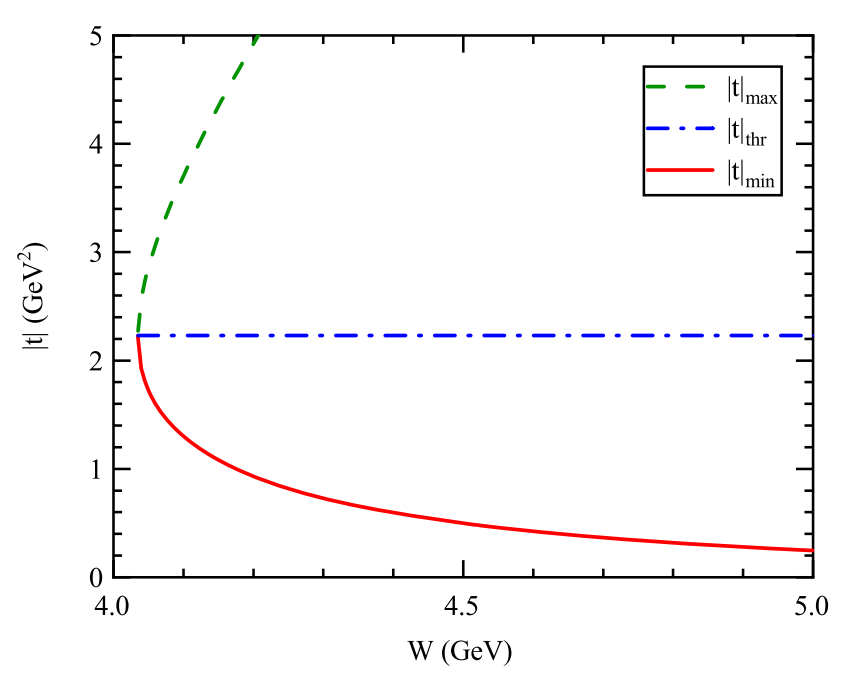 5
4
3
2
1
0
|t| (GeV²)
4.0
4.5
5.0
W (GeV)
|t|max
|t|thr
|t|min